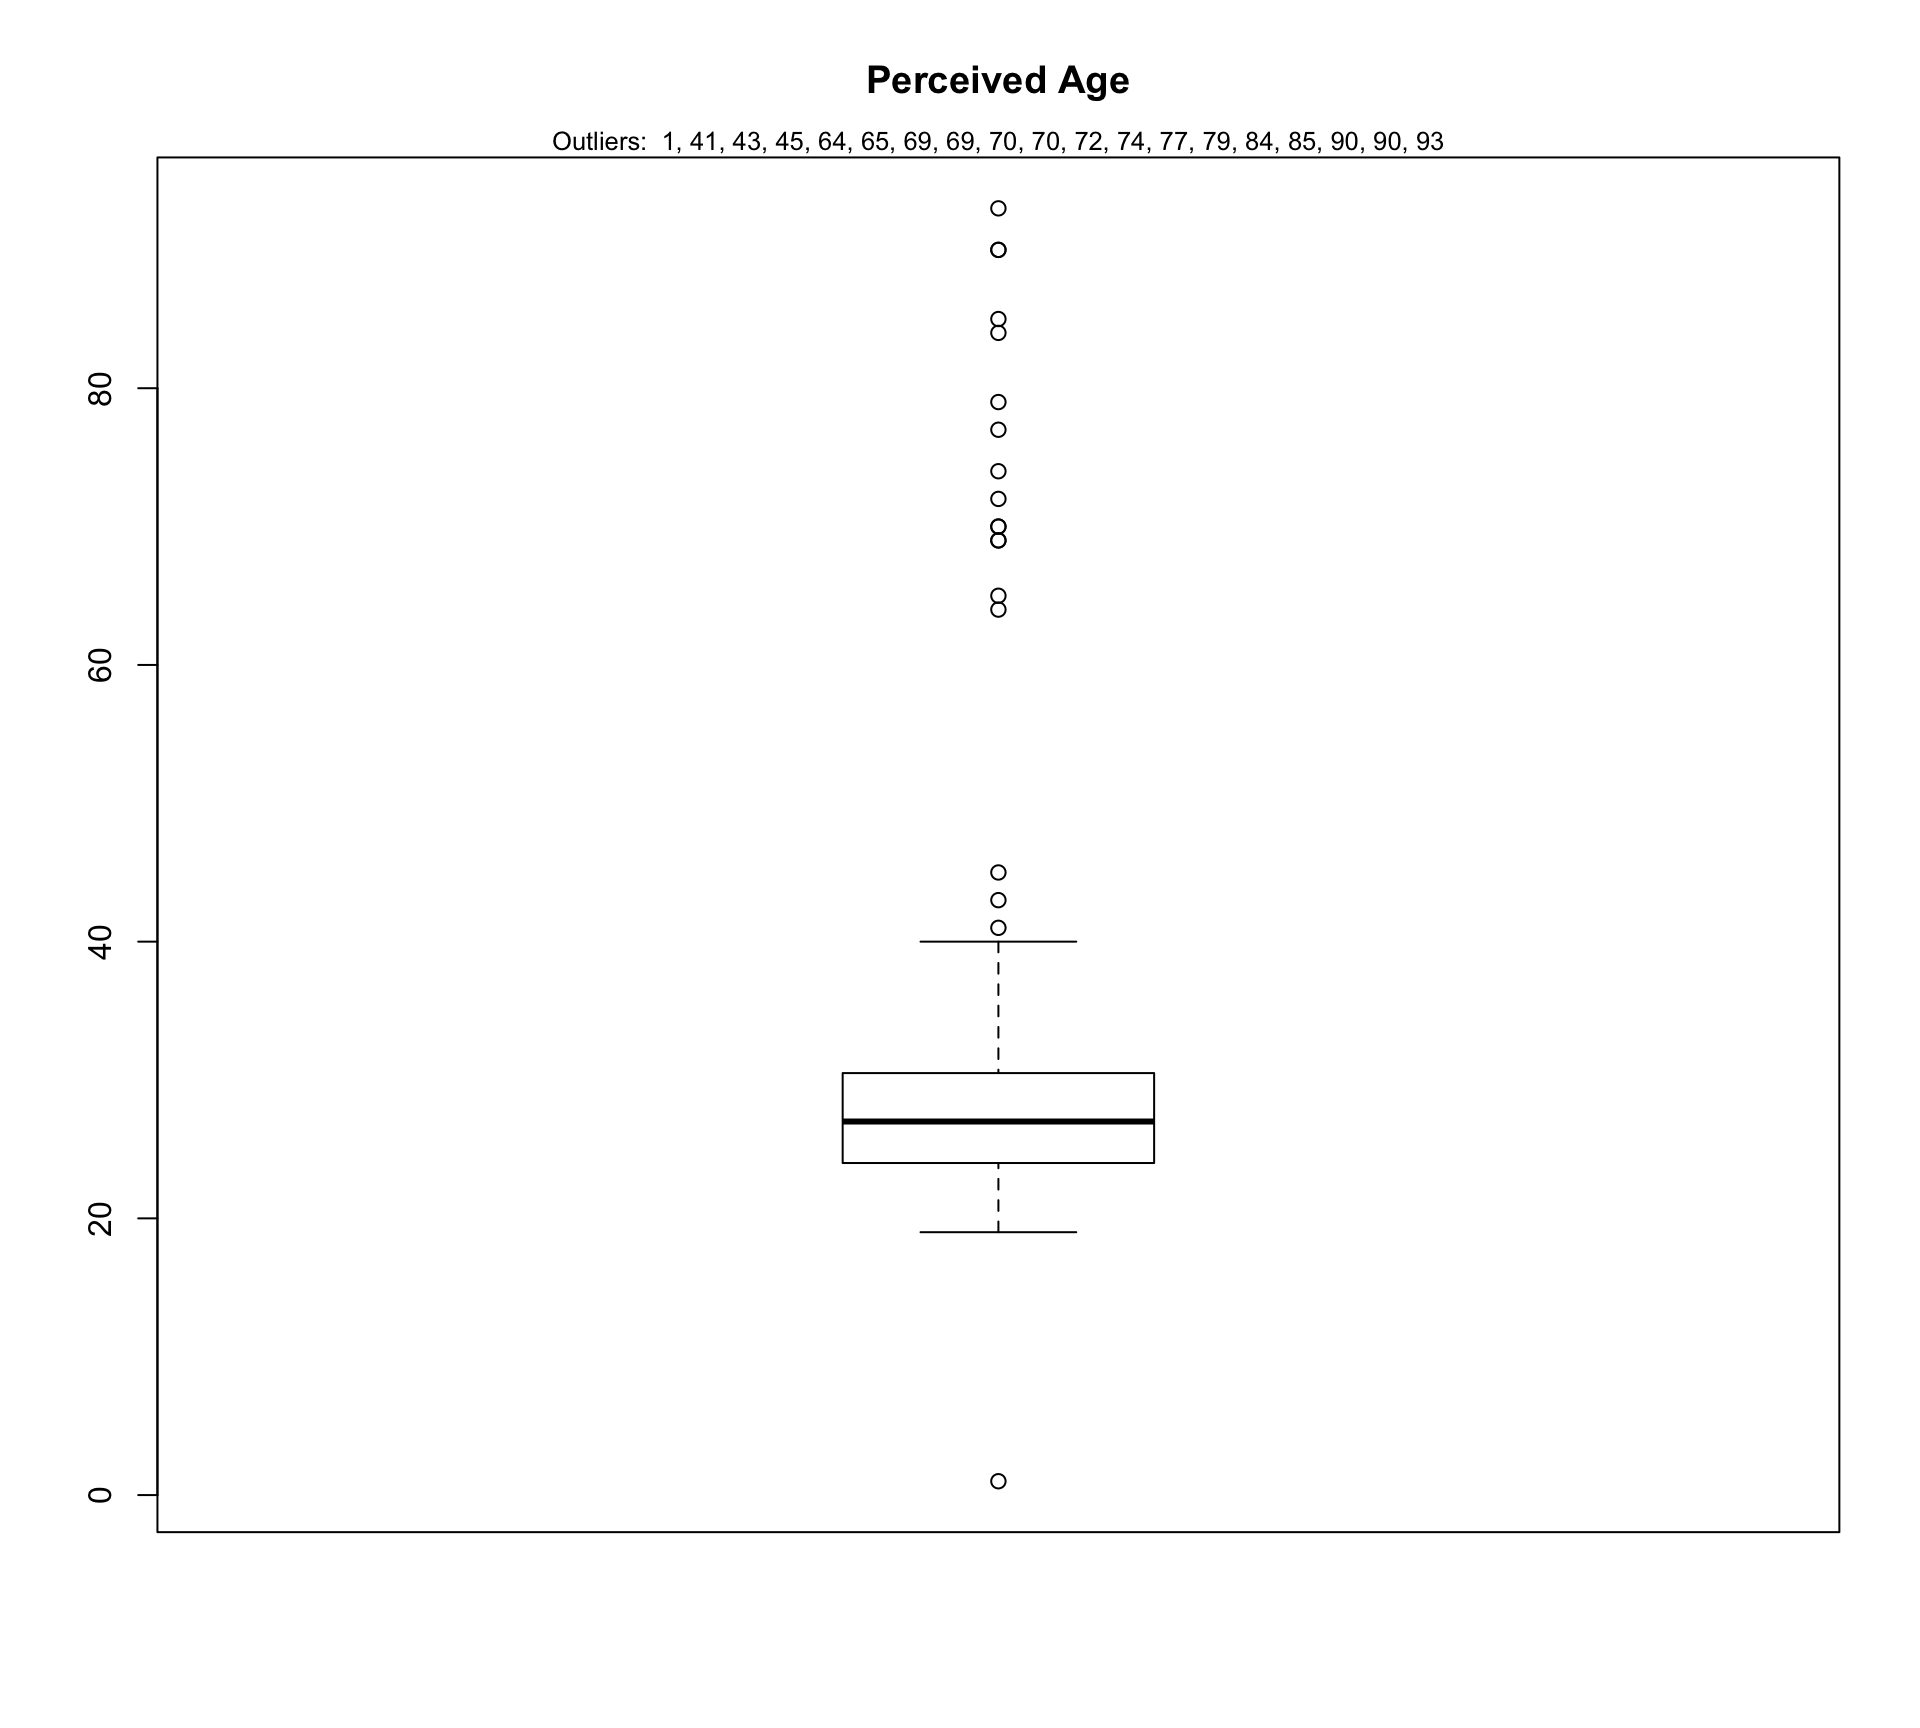 Perceived Age
Outliers:  1, 41, 43, 45, 64, 65, 69, 69, 70, 70, 72, 74, 77, 79, 84, 85, 90, 90, 93
80
60
40
20
0